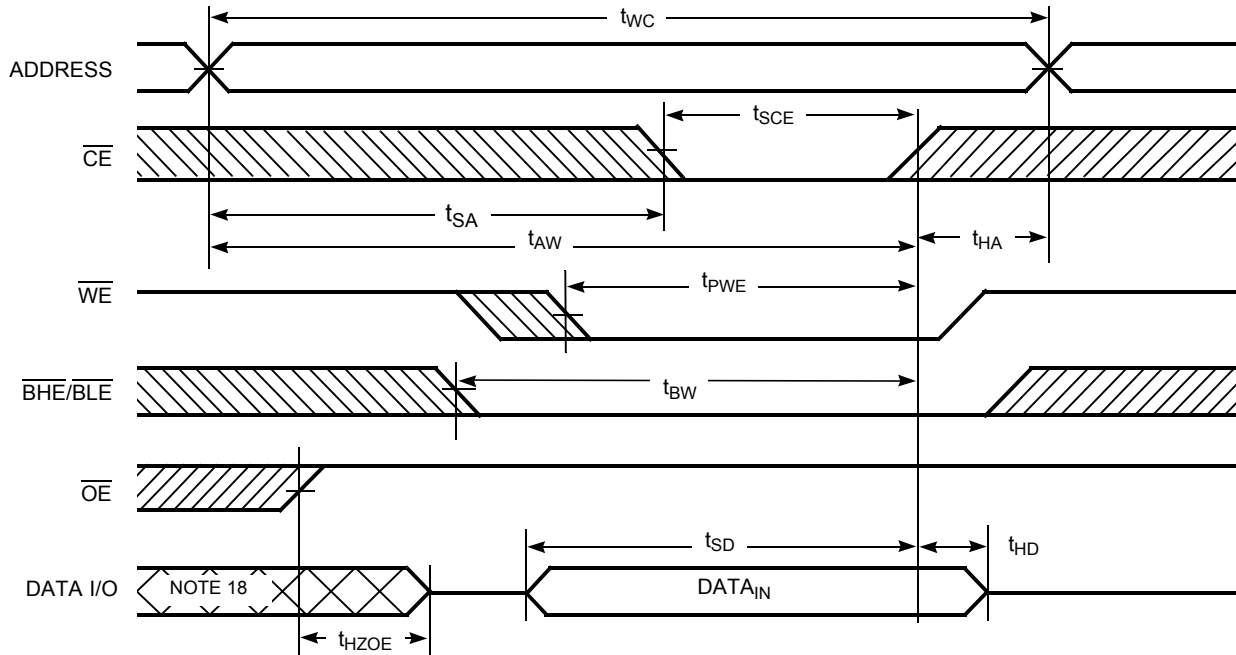 tWC
ADDRESS
tSCE
CE
tSA
tAW
tHA
tPWE
WE
BHE/BLE
tBW
OE
tSD
tHD
DATA I/O
NOTE 18
DATAIN
tHZOE